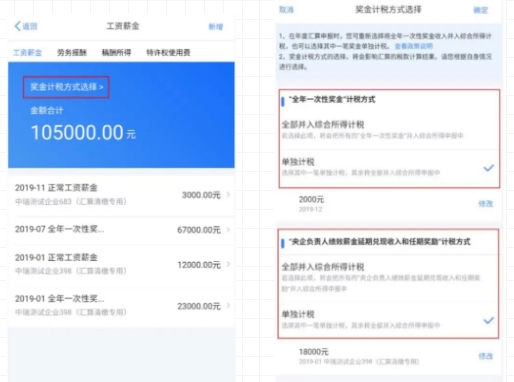 返回
工资薪金
新增
工资薪金 劳务报酬 稿酬所得 特许权使用费
奖金计税方式选择 >
金额合计
105000.00 元
2019-11 正常工资薪金
中瑞测试企业683（汇算清缴专用）
3000.00元
2019-07 全年一次性奖...
67000.00元
2019-01 正常工资薪金
中瑞测试企业398（汇算清缴专用）
12000.00元
2019-01 全年一次性奖...
中瑞测试企业398（汇算清缴专用）
23000.00元
取消
奖金计税方式选择
确定
1、在年度汇算申报时，您可重新选择将全年一次性奖金收入并入综合所得计
税，也可以选择其中一笔奖金单独计税。查看政策说明
2、奖金计税方式的选择，将会影响汇算的税款计算结果。请您根据自身情况
进行选择。
"全年一次性奖金"计税方式
全部并入综合所得计税
若选择此项，将会把所有的"全年一次性奖金"并入综合所得申报中
单独计税
选择其中一笔单独计税，其余将全部并入综合所得申报中
2000元
2019-12
修改
"央企负责人绩效薪金延期兑现收入和任期奖励"计税方式
全部并入综合所得计税
若选择此项，将会把所有的"央企负责人绩效薪金延期兑现收入和任期奖
励"并入综合所得申报中
单独计税
选择其中一笔单独计税，其余将全部并入综合所得申报中
18000元
2019-01 中瑞测试企业398（汇算清缴专用）
修改